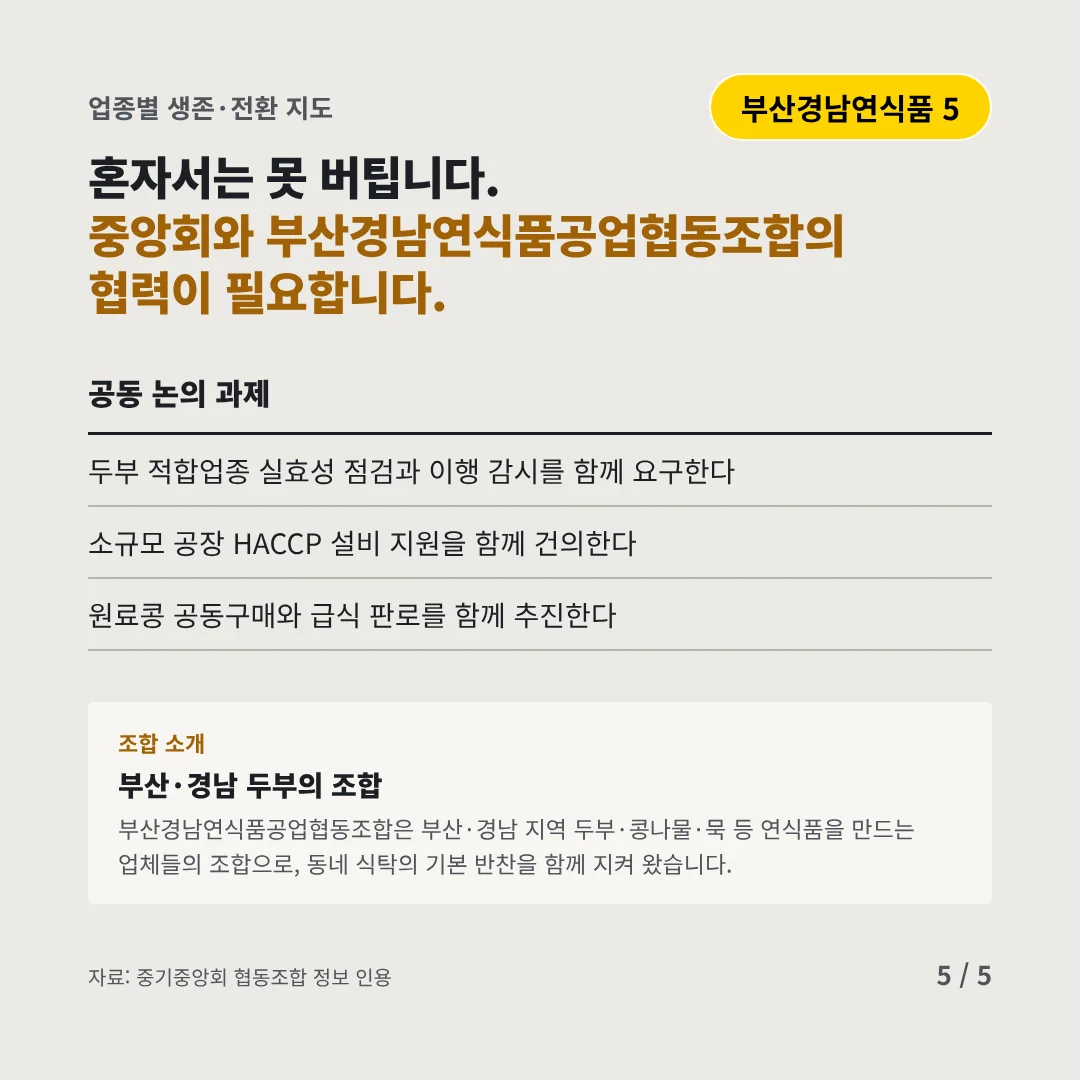 업종별 생존·전환 지도
부산경남연식품 5
혼자서는 못 버팁니다.
중앙회와 부산경남연식품공업협동조합의
협력이 필요합니다.
공동 논의 과제
두부 적합업종 실효성 점검과 이행 감시를 함께 요구한다
소규모 공장 HACCP 설비 지원을 함께 건의한다
원료콩 공동구매와 급식 판로를 함께 추진한다
조합 소개
부산·경남 두부의 조합
부산경남연식품공업협동조합은 부산·경남 지역 두부·콩나물·묵 등 연식품을 만드는
업체들의 조합으로, 동네 식탁의 기본 반찬을 함께 지켜 왔습니다.
자료: 중기중앙회 협동조합 정보 인용
5 / 5